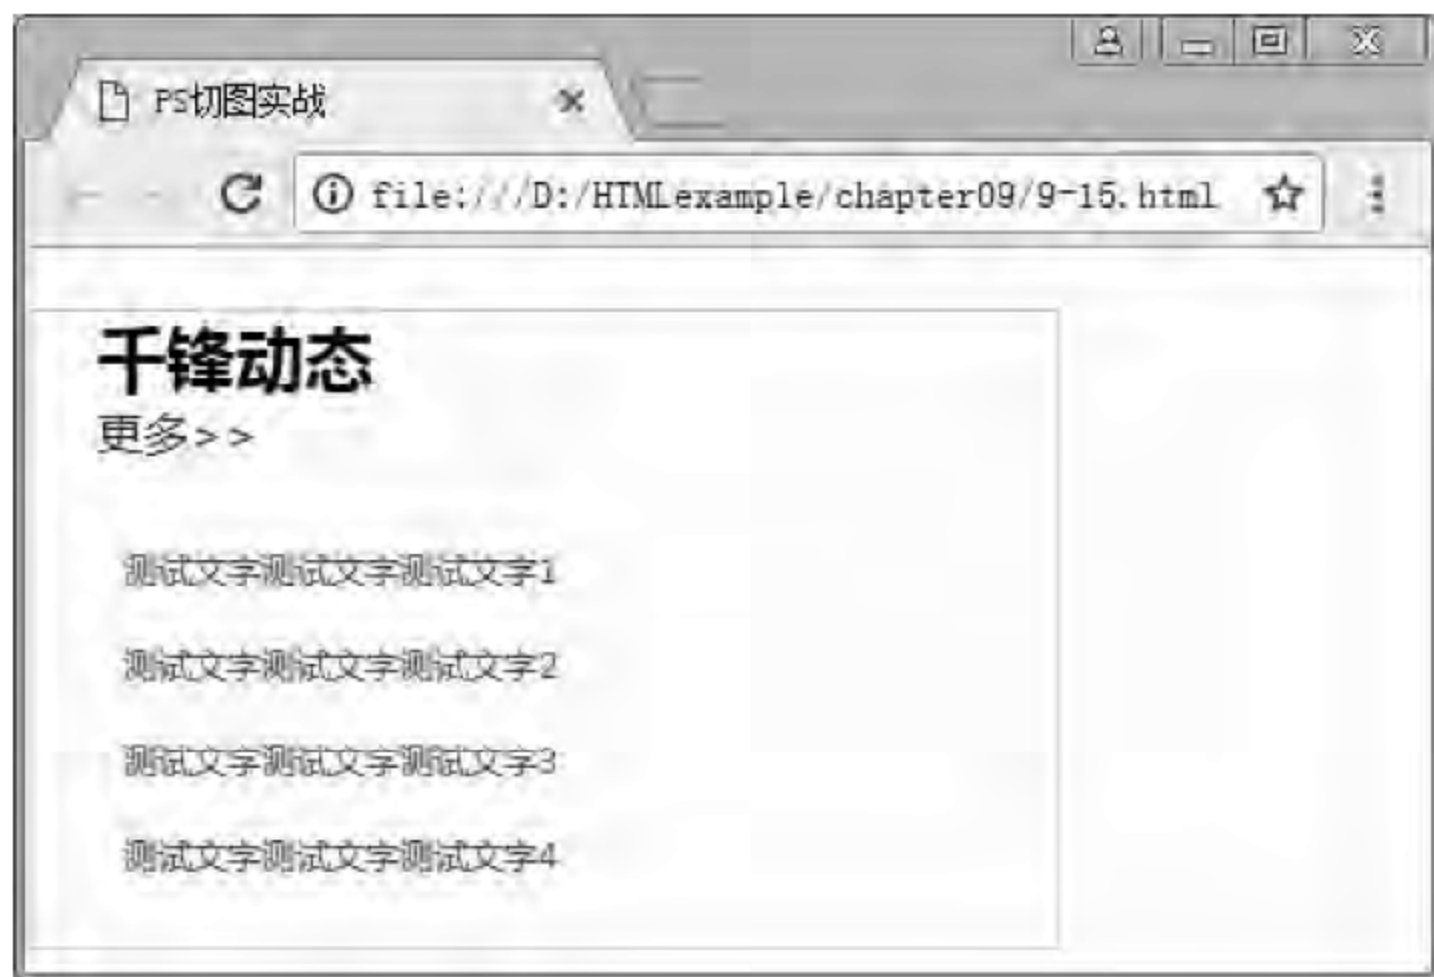 PS切图实战
file:///D:/HTMLexample/chapter09/9-15.html
千锋动态
更多>>
测试文字测试文字测试文字1
测试文字测试文字测试文字2
测试文字测试文字测试文字3
测试文字测试文字测试文字4